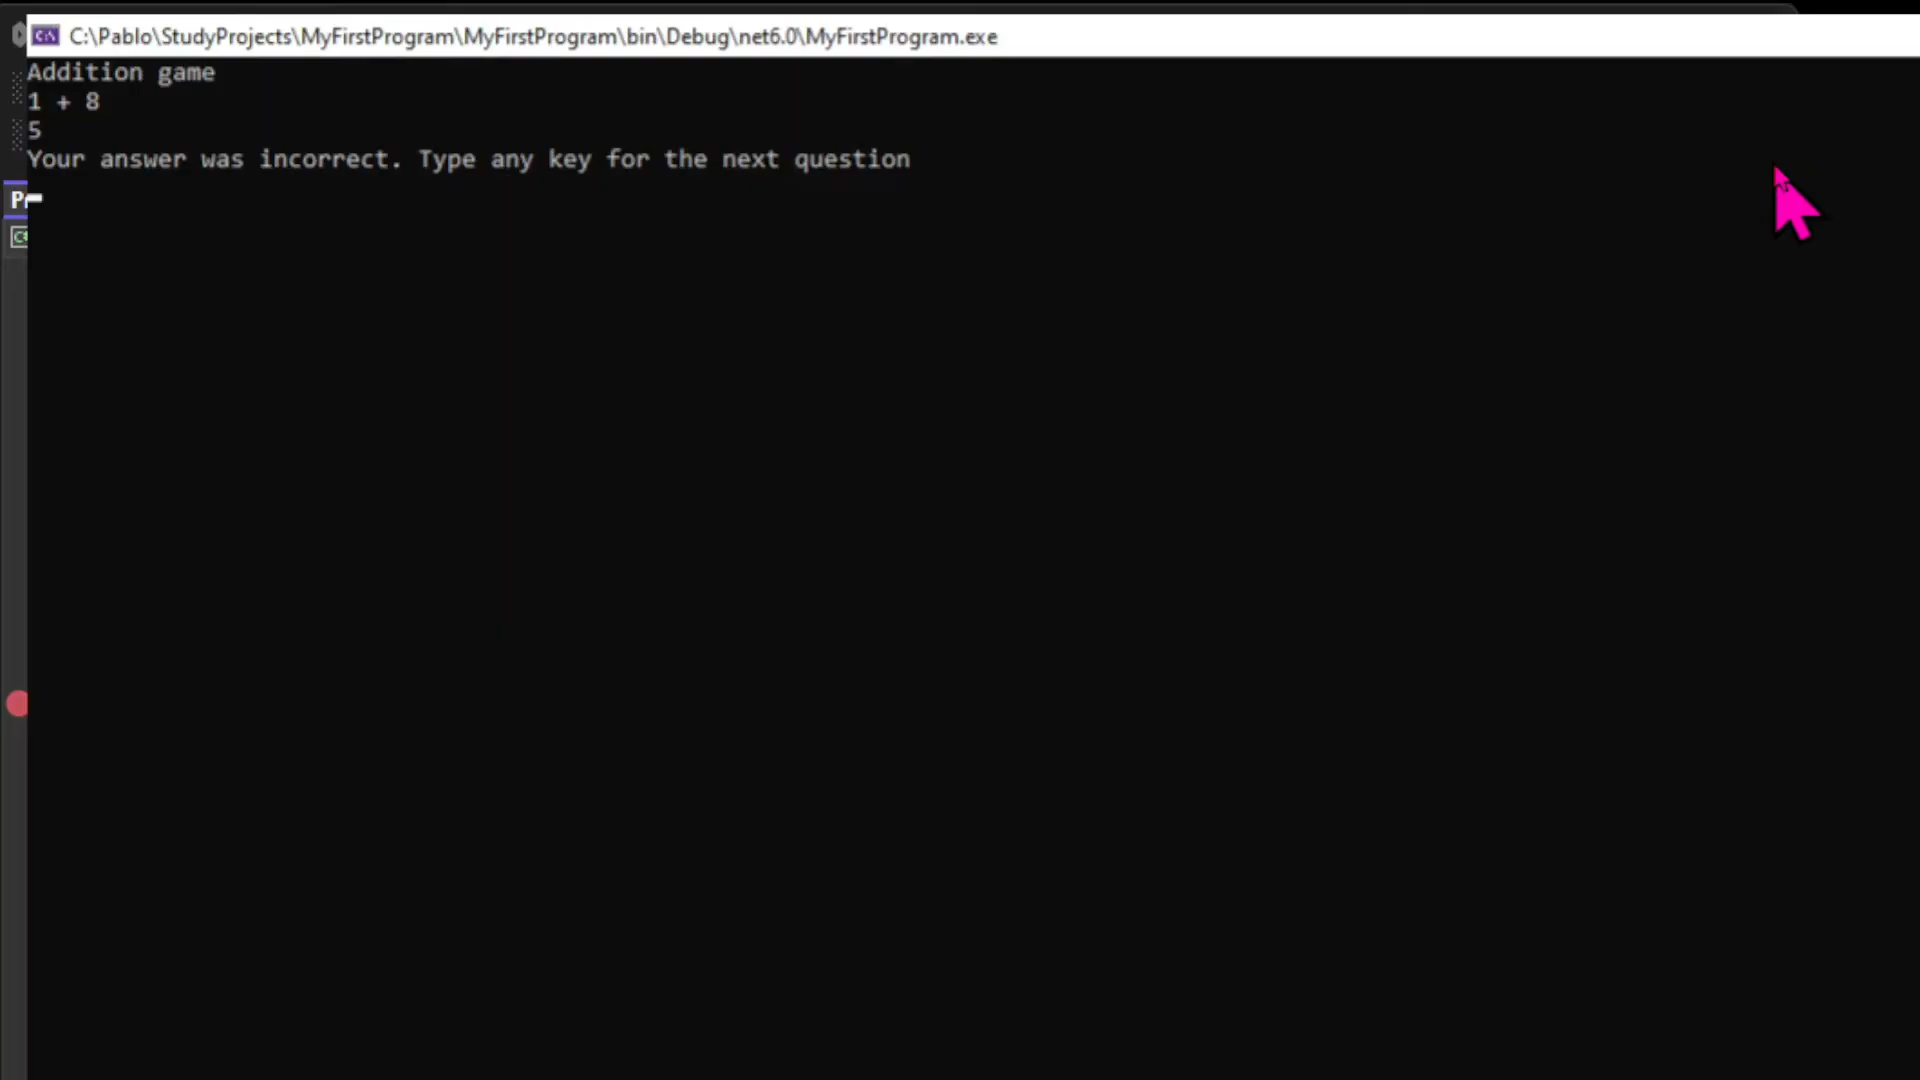 C:\Pablo\StudyProjects\MyFirstProgram\MyFirstProgram\bin\Debug\net6.0\MyFirstProgram.exe
Addition game
1 + 8
5
Your answer was incorrect. Type any key for the next question